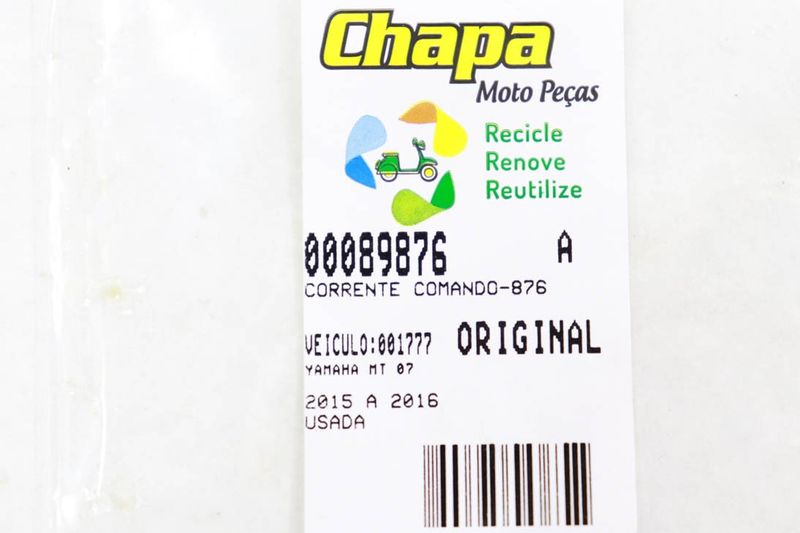 Chapa
Moto Peças
Recicle
Renove
Reutilize
00089876 A
CORRENTE COMANDO-876
VEICULO:001777 ORIGINAL
YAMAHA MT 07
2015 A 2016
USADA